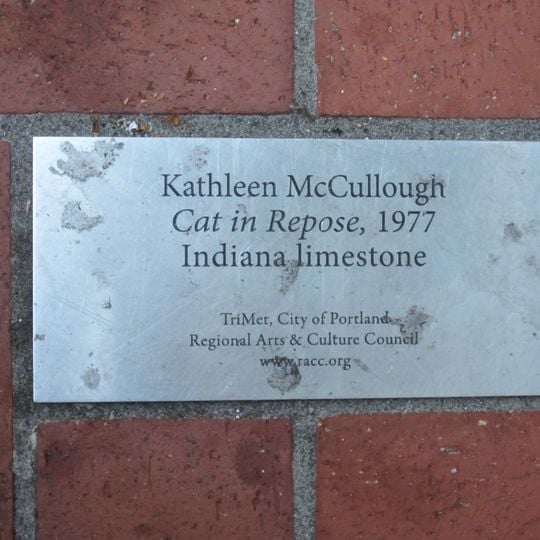 Kathleen McCullough
Cat in Repose, 1977
Indiana limestone
TriMet, City of Portland
Regional Arts & Culture Council
www.racc.org